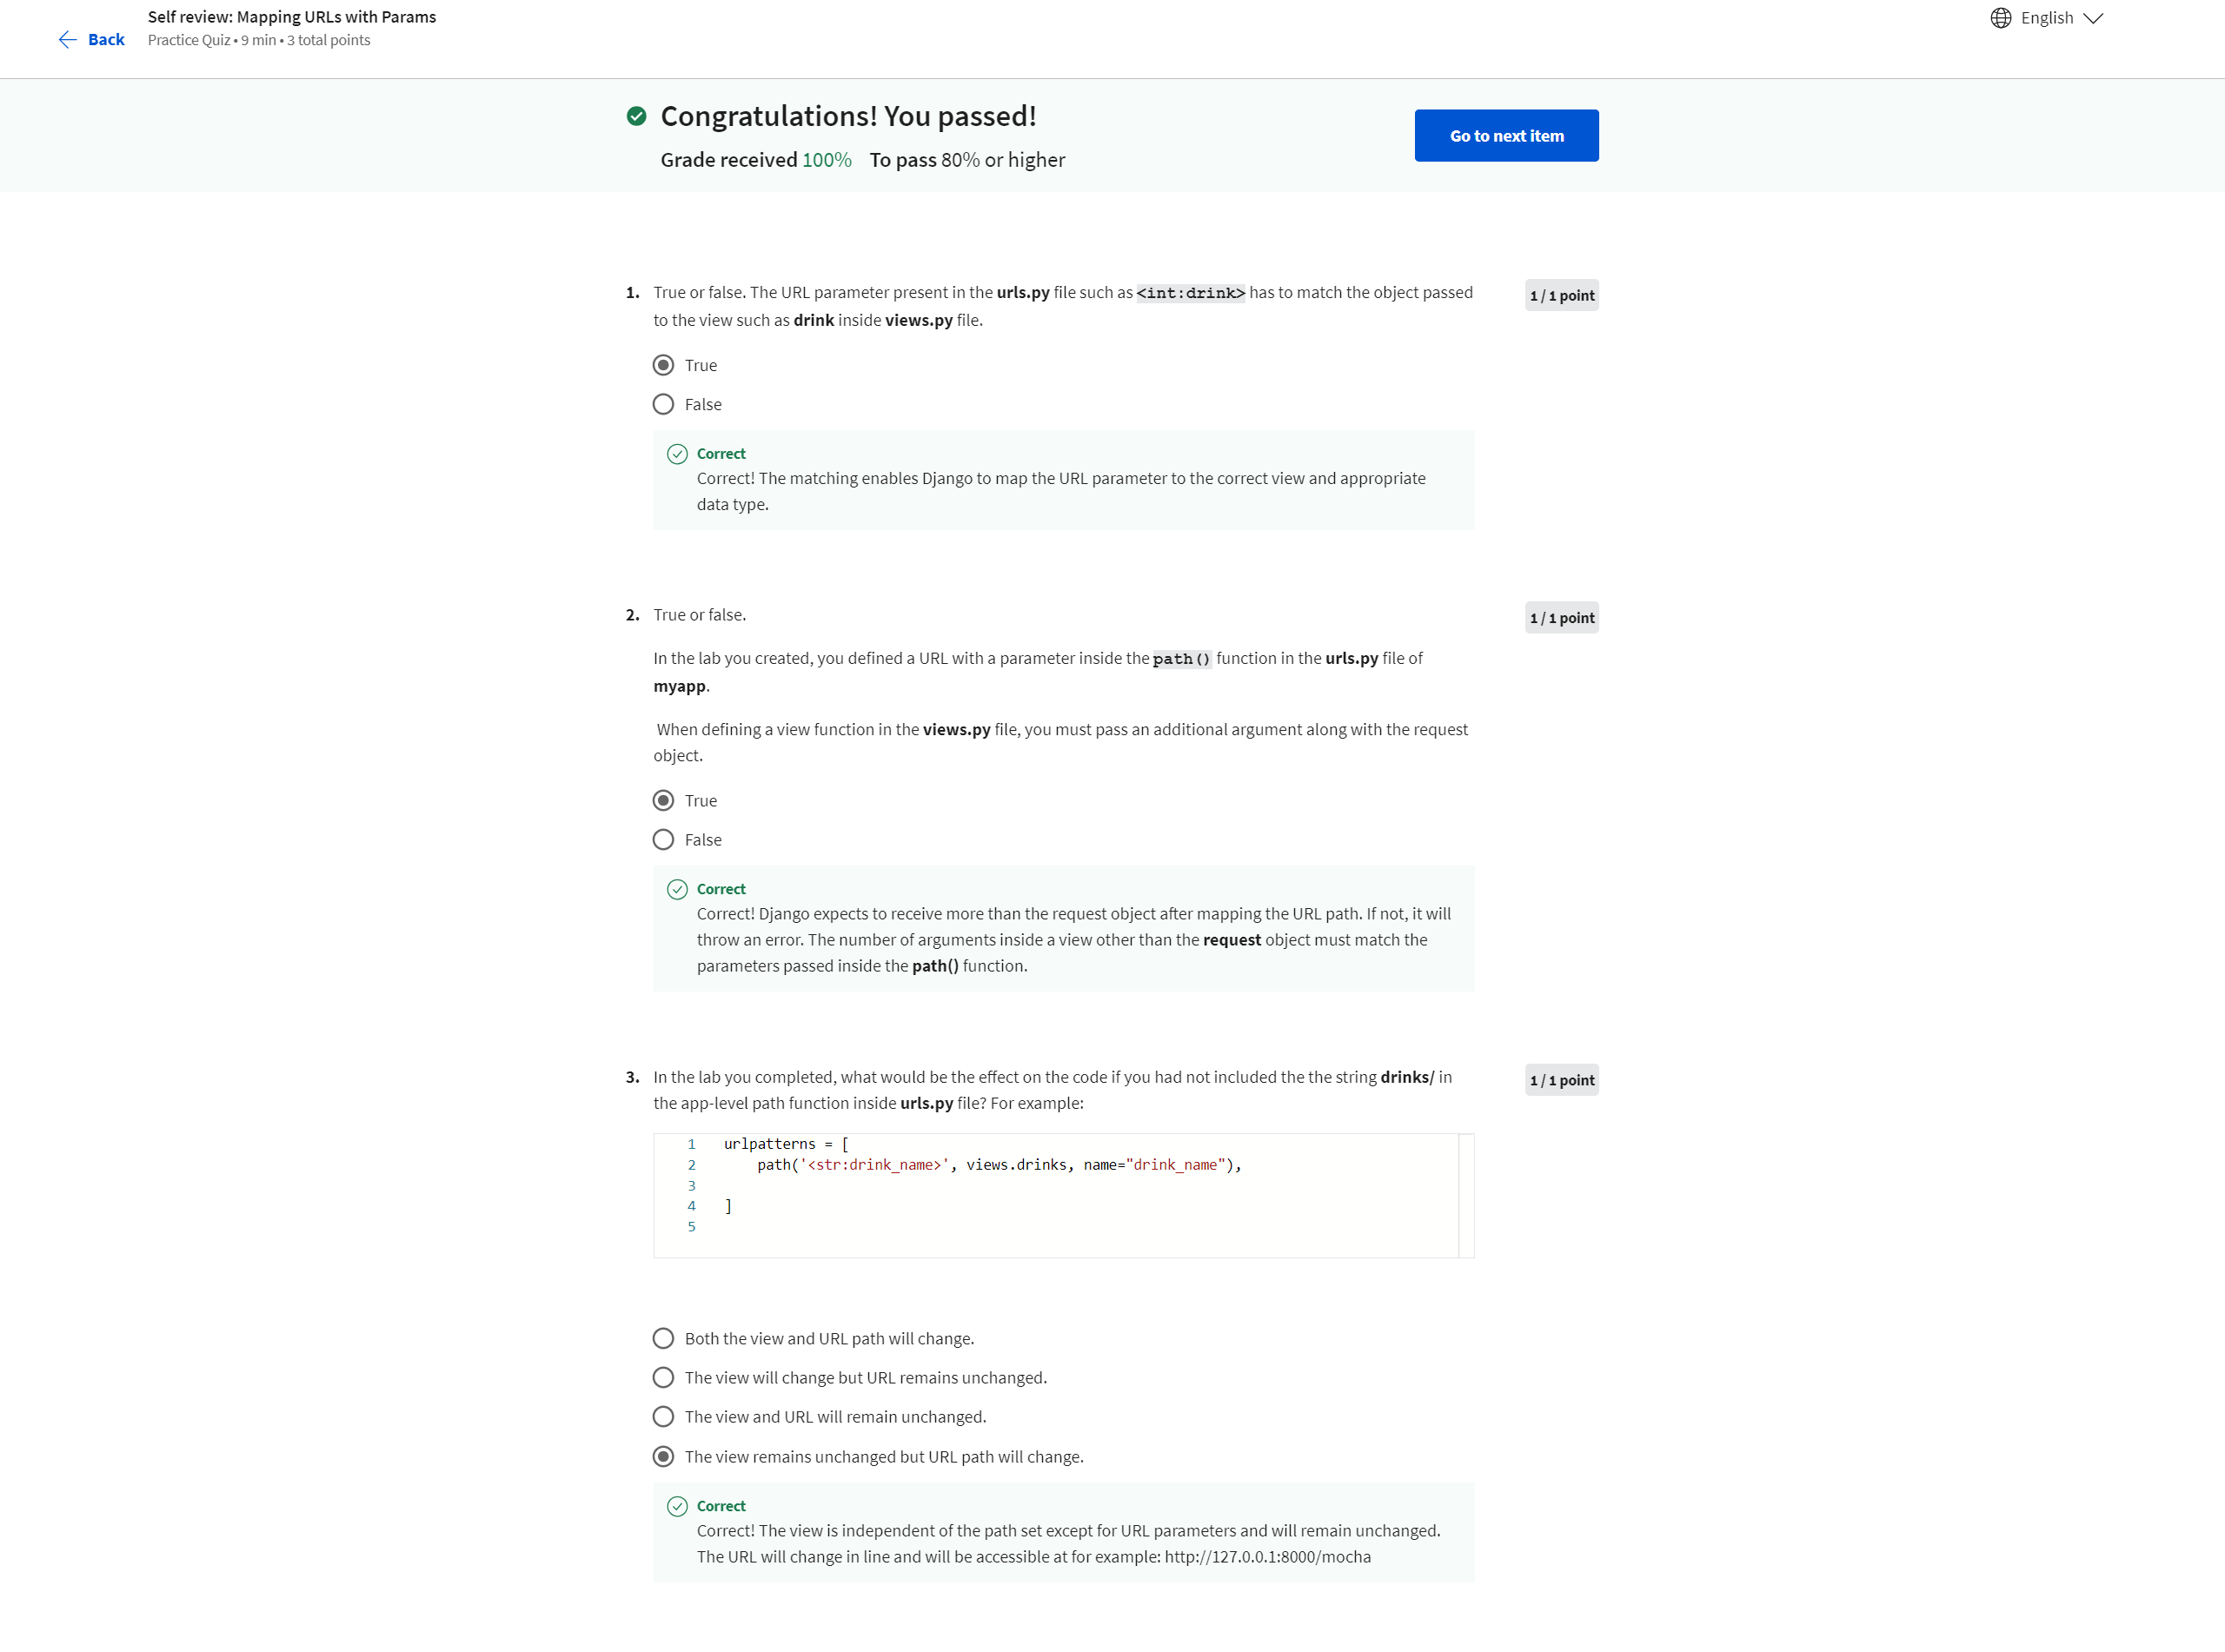 Self review: Mapping URLs with Params
Back
Practice Quiz • 9 min • 3 total points
English
Congratulations! You passed!
Grade received 100% To pass 80% or higher
Go to next item
1. True or false. The URL parameter present in the urls.py file such as <int:drink> has to match the object passed
to the view such as drink inside views.py file.
1 / 1 point
True
False
Correct
Correct! The matching enables Django to map the URL parameter to the correct view and appropriate
data type.
2. True or false.
1 / 1 point
In the lab you created, you defined a URL with a parameter inside the path() function in the urls.py file of
myapp.
When defining a view function in the views.py file, you must pass an additional argument along with the request
object.
True
False
Correct
Correct! Django expects to receive more than the request object after mapping the URL path. If not, it will
throw an error. The number of arguments inside a view other than the request object must match the
parameters passed inside the path() function.
3. In the lab you completed, what would be the effect on the code if you had not included the the string drinks/ in
the app-level path function inside urls.py file? For example:
1 / 1 point
1 urlpatterns = [
2 path('<str:drink_name>', views.drinks, name="drink_name"),
3
4 ]
5
Both the view and URL path will change.
The view will change but URL remains unchanged.
The view and URL will remain unchanged.
The view remains unchanged but URL path will change.
Correct
Correct! The view is independent of the path set except for URL parameters and will remain unchanged.
The URL will change in line and will be accessible at for example: http://127.0.0.1:8000/mocha